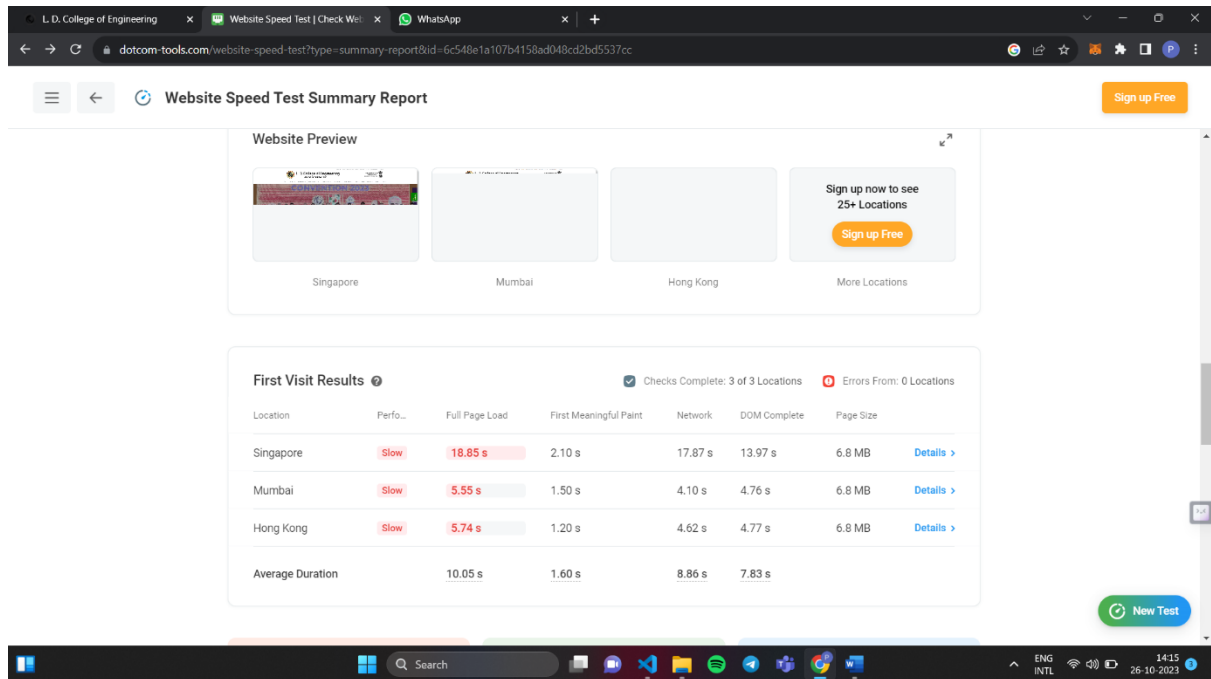 L. D. College of Engineering
Website Speed Test | Check Wel
WhatsApp
dotcom-tools.com/website-speed-test?type=summary-report&id=6c548e1a107b4158ad048cd2bd5537cc
P
Website Speed Test Summary Report
Sign up Free
Website Preview
CONVENTION 2023
Sign up now to see
25+ Locations
Sign up Free
Singapore Mumbai Hong Kong More Locations
First Visit Results ? Checks Complete: 3 of 3 Locations Errors From: 0 Locations
Location Perfo... Full Page Load First Meaningful Paint Network DOM Complete Page Size
Singapore Slow 18.85 s 2.10 s 17.87 s 13.97 s 6.8 MB Details >
Mumbai Slow 5.55 s 1.50 s 4.10 s 4.76 s 6.8 MB Details >
Hong Kong Slow 5.74 s 1.20 s 4.62 s 4.77 s 6.8 MB Details >
Average Duration 10.05 s 1.60 s 8.86 s 7.83 s
New Test
Search
ENG 14:15
INTL 26-10-2023 3